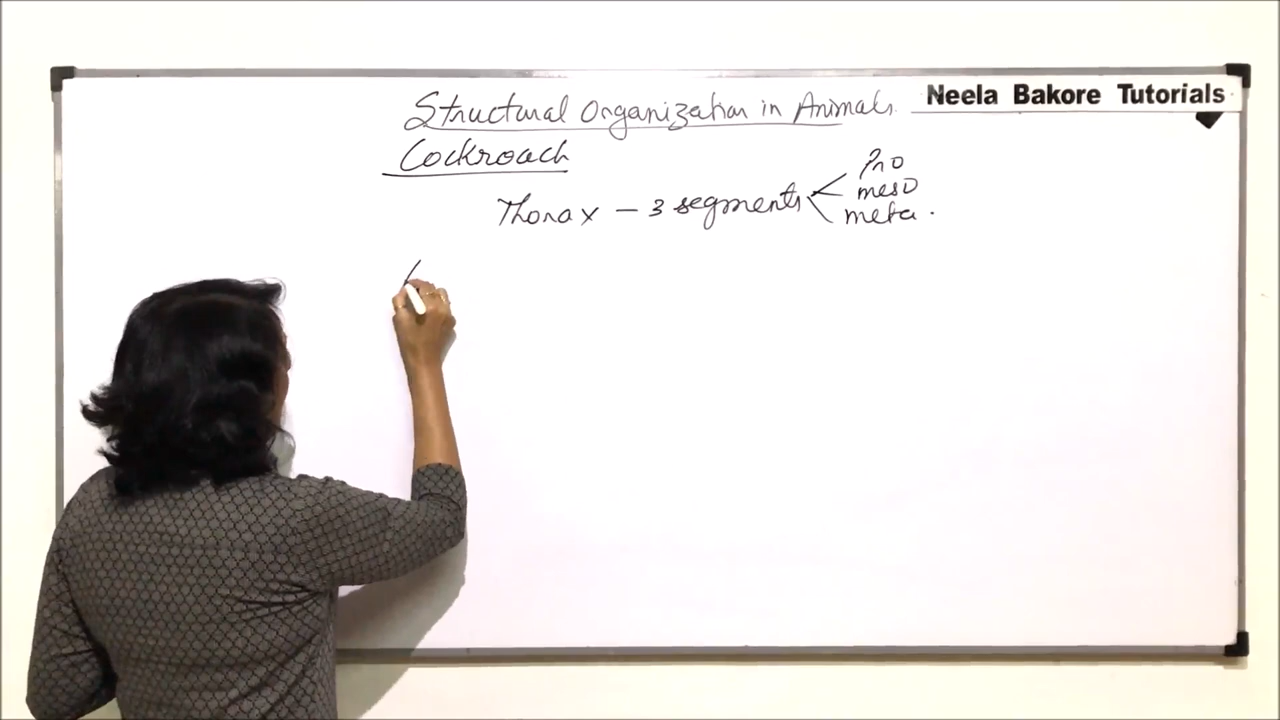 Neela Bakore Tutorials
Structural Organization in Animals.
Cockroach
Thorax – 3 segments
Pro
meso
meta.